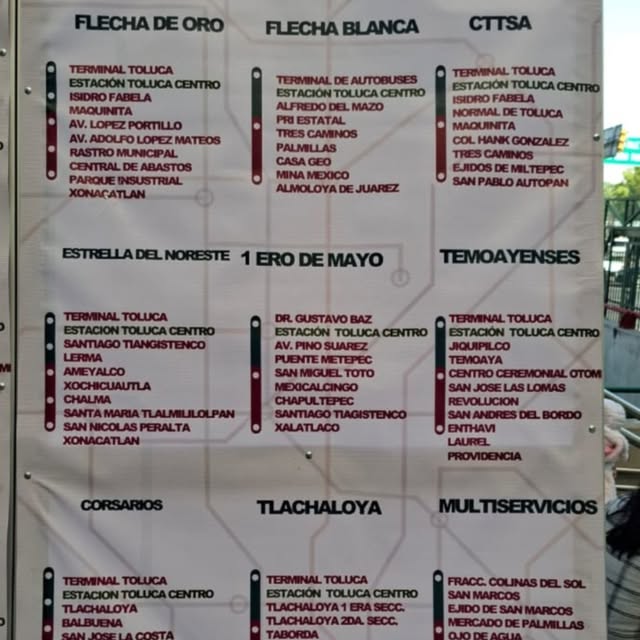 FLECHA DE ORO
TERMINAL TOLUCA
ESTACIÓN TOLUCA CENTRO
ISIDRO FABELA
MAQUINITA
AV. LOPEZ PORTILLO
AV. ADOLFO LOPEZ MATEOS
RASTRO MUNICIPAL
CENTRAL DE ABASTOS
PARQUE INSUSTRIAL
XONACATLAN
FLECHA BLANCA
TERMINAL DE AUTOBUSES
ESTACIÓN TOLUCA CENTRO
ALFREDO DEL MAZO
PRI ESTATAL
TRES CAMINOS
PALMILLAS
CASA GEO
MINA MEXICO
ALMOLOYA DE JUAREZ
CTTSA
TERMINAL TOLUCA
ESTACIÓN TOLUCA CENTRO
ISIDRO FABELA
NORMAL DE TOLUCA
MAQUINITA
COL HANK GONZALEZ
TRES CAMINOS
EJIDOS DE MILTEPEC
SAN PABLO AUTOPAN
ESTRELLA DEL NORESTE
TERMINAL TOLUCA
ESTACION TOLUCA CENTRO
SANTIAGO TIANGISTENCO
LERMA
AMEYALCO
XOCHICUAUTLA
CHALMA
SANTA MARIA TLALMILILOLPAN
SAN NICOLAS PERALTA
XONACATLAN
1 ERO DE MAYO
DR. GUSTAVO BAZ
ESTACIÓN TOLUCA CENTRO
AV. PINO SUAREZ
PUENTE METEPEC
SAN MIGUEL TOTO
MEXICALCINGO
CHAPULTEPEC
SANTIAGO TIAGISTENCO
XALATLACO
TEMOAYENSES
TERMINAL TOLUCA
ESTACIÓN TOLUCA CENTRO
JIQUIPILCO
TEMOAYA
CENTRO CEREMONIAL OTOMI
SAN JOSE LAS LOMAS
REVOLUCION
SAN ANDRES DEL BORDO
ENTHAVI
LAUREL
PROVIDENCIA
CORSARIOS
TERMINAL TOLUCA
ESTACION TOLUCA CENTRO
TLACHALOYA
BALBUENA
SAN JOSE LA COSTA
TLACHALOYA
TERMINAL TOLUCA
ESTACIÓN TOLUCA CENTRO
TLACHALOYA 1 ERA SECC.
TLACHALOYA 2DA. SECC.
TABORDA
MULTISERVICIOS
FRACC. COLINAS DEL SOL
SAN MARCOS
EJIDO DE SAN MARCOS
MERCADO DE PALMILLAS
OJO DE AGUA